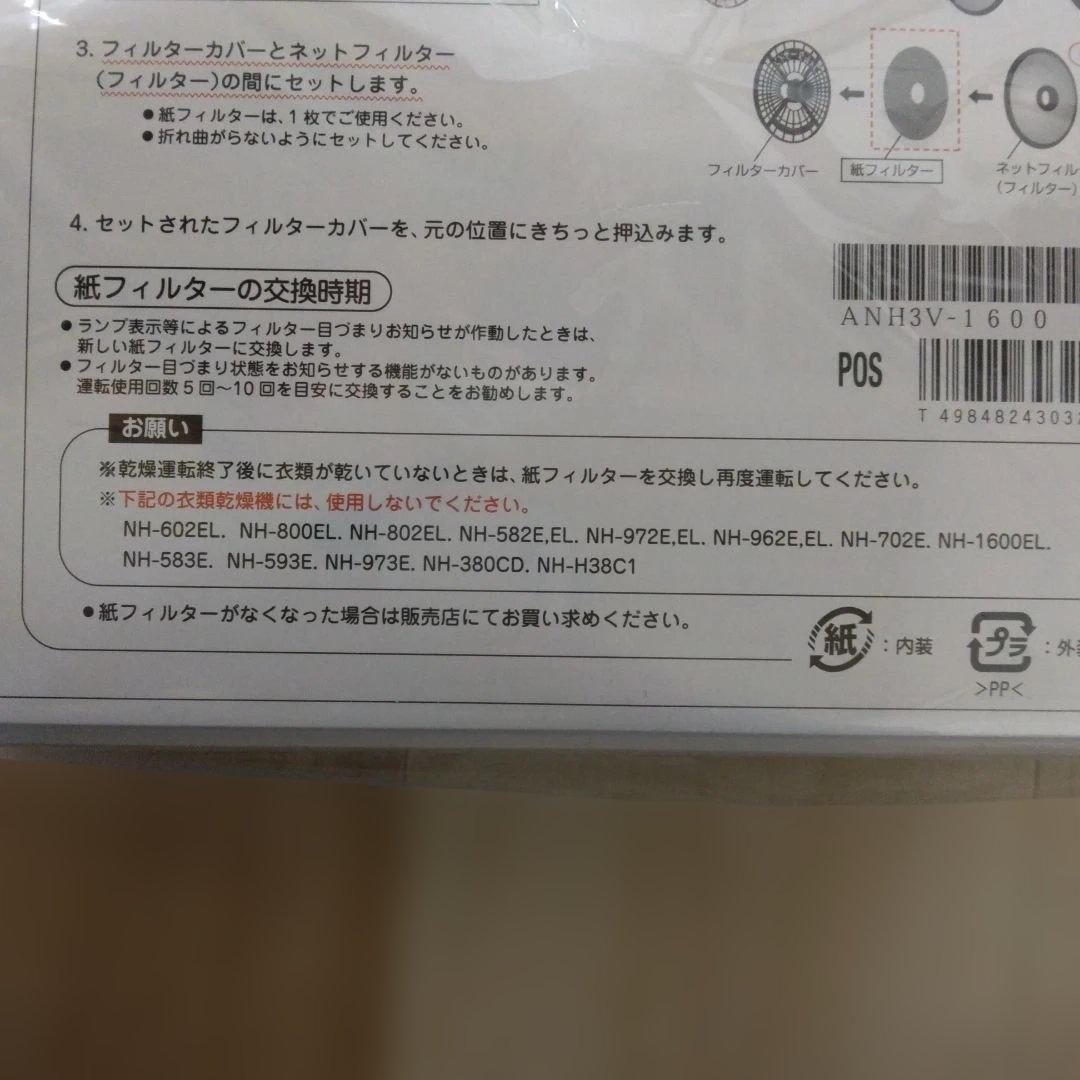 3. フィルターカバーとネットフィルター
(フィルター)の間にセットします。
●紙フィルターは、1枚でご使用ください。
●折れ曲がらないようにセットしてください。
フィルターカバー
紙フィルター
ネットフィル
(フィルター)
4. セットされたフィルターカバーを、元の位置にきちっと押込みます。
紙フィルターの交換時期
●ランプ表示等によるフィルター目づまりお知らせが作動したときは、
新しい紙フィルターに交換します。
●フィルター目づまり状態をお知らせする機能がないものがあります。
運転使用回数5回〜10回を目安に交換することをお勧めします。
ANH3V-1600
POS
T 498482430
お願い
※乾燥運転終了後に衣類が乾いていないときは、紙フィルターを交換し再度運転してください。
※下記の衣類乾燥機には、使用しないでください。
NH-602EL. NH-800EL. NH-802EL. NH-582E,EL. NH-972E,EL. NH-962E,EL. NH-702E. NH-1600EL.
NH-583E. NH-593E. NH-973E. NH-380CD. NH-H38C1
●紙フィルターがなくなった場合は販売店にてお買い求めください。
紙:内装
プラ:外
>PP<